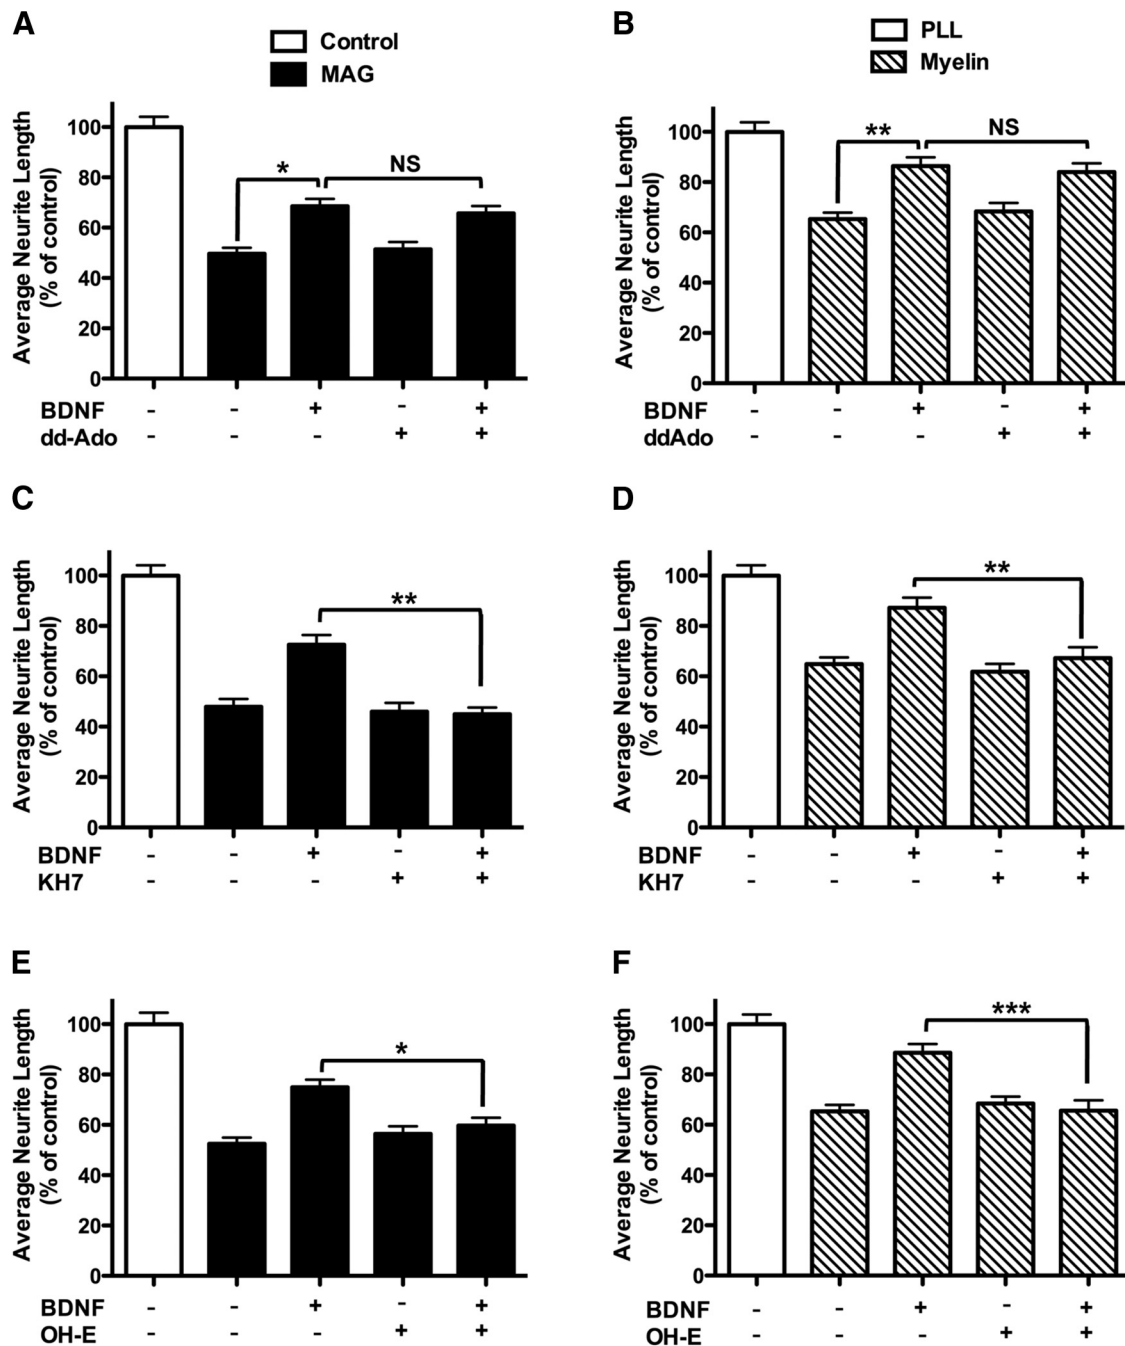 A
Control
MAG
Average Neurite Length
(% of control)
100
80
60
40
20
0
*
NS
BDNF - - + - +
dd-Ado - - - + +
B
PLL
Myelin
Average Neurite Length
(% of control)
100
80
60
40
20
0
**
NS
BDNF - - + - +
ddAdo - - - + +
C
Average Neurite Length
(% of control)
100
80
60
40
20
0
**
BDNF - - + - +
KH7 - - - + +
D
Average Neurite Length
(% of control)
100
80
60
40
20
0
**
BDNF - - + - +
KH7 - - - + +
E
Average Neurite Length
(% of control)
100
80
60
40
20
0
*
BDNF - - + - +
OH-E - - - + +
F
Average Neurite Length
(% of control)
100
80
60
40
20
0
***
BDNF - - + - +
OH-E - - - + +